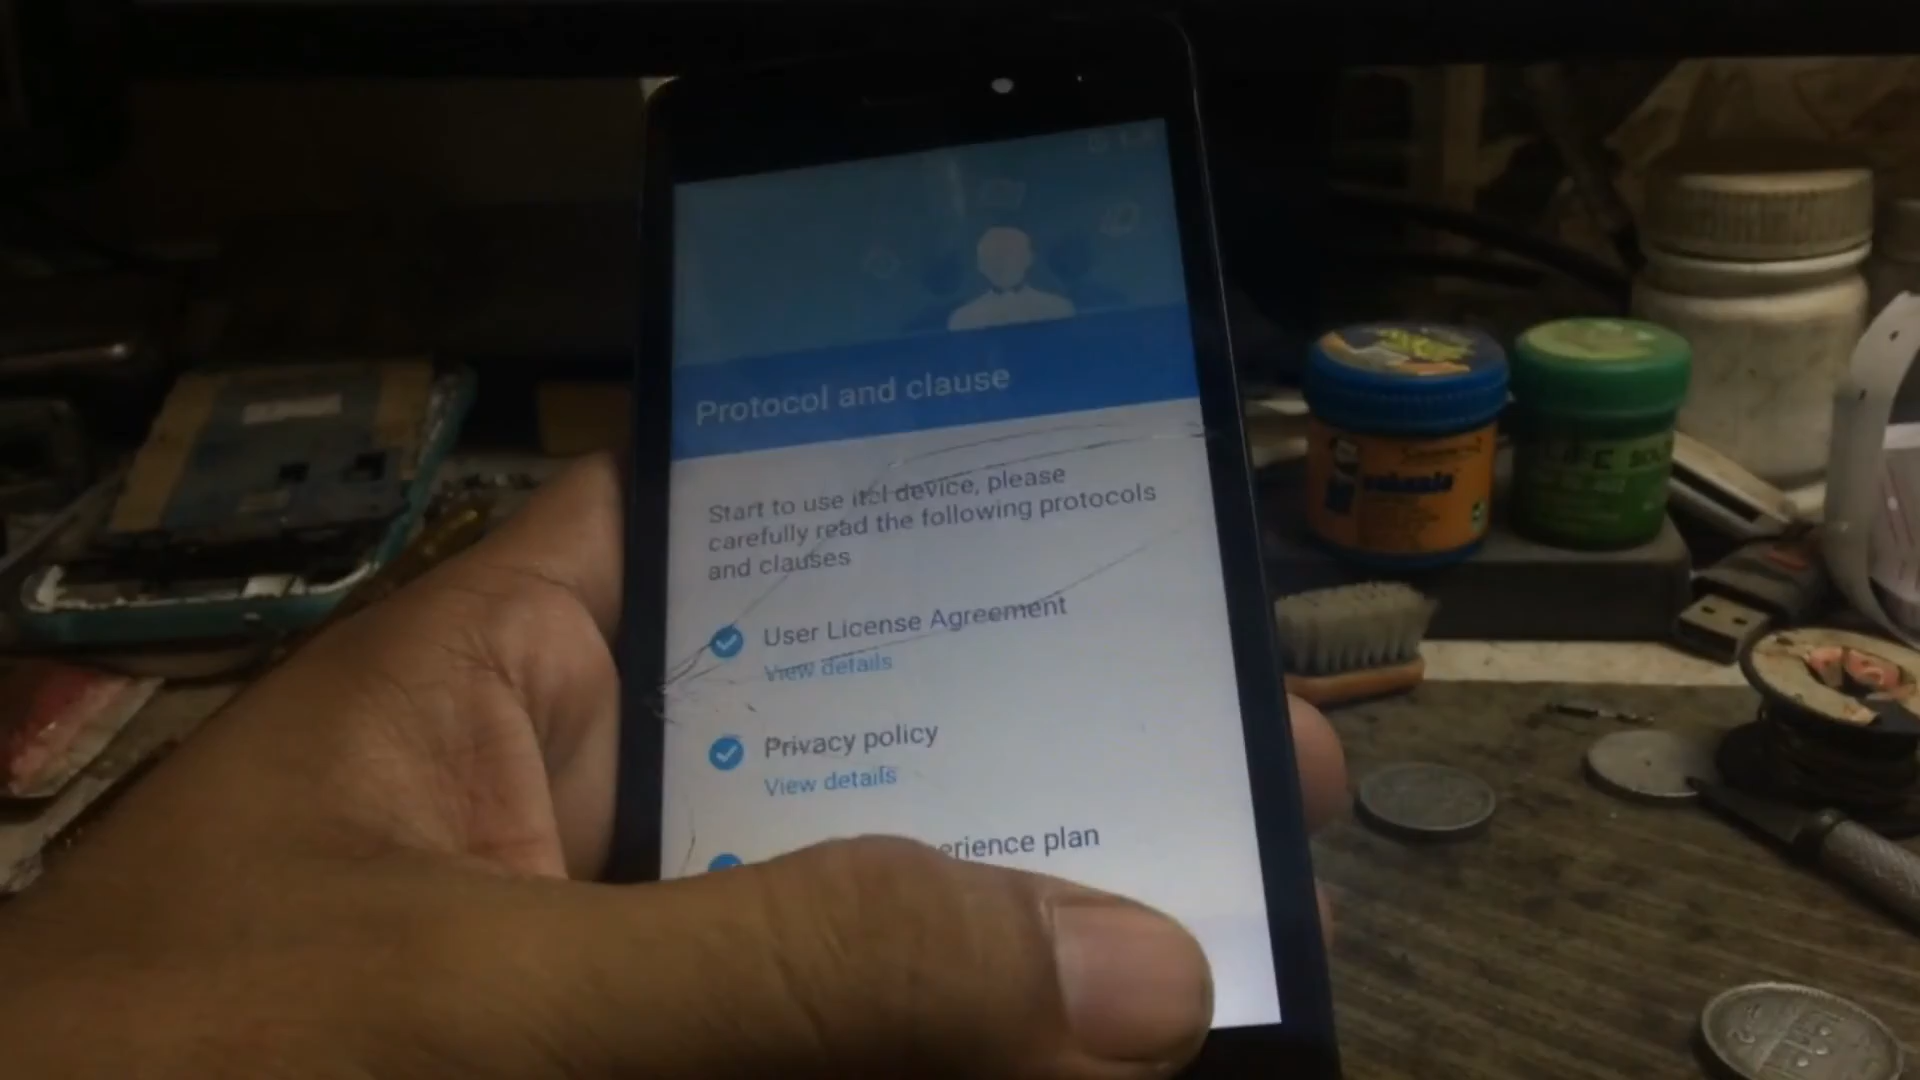 Protocol and clause
Start to use itel device, please
carefully read the following protocols
and clauses
User License Agreement
View details
Privacy policy
View details
erience plan